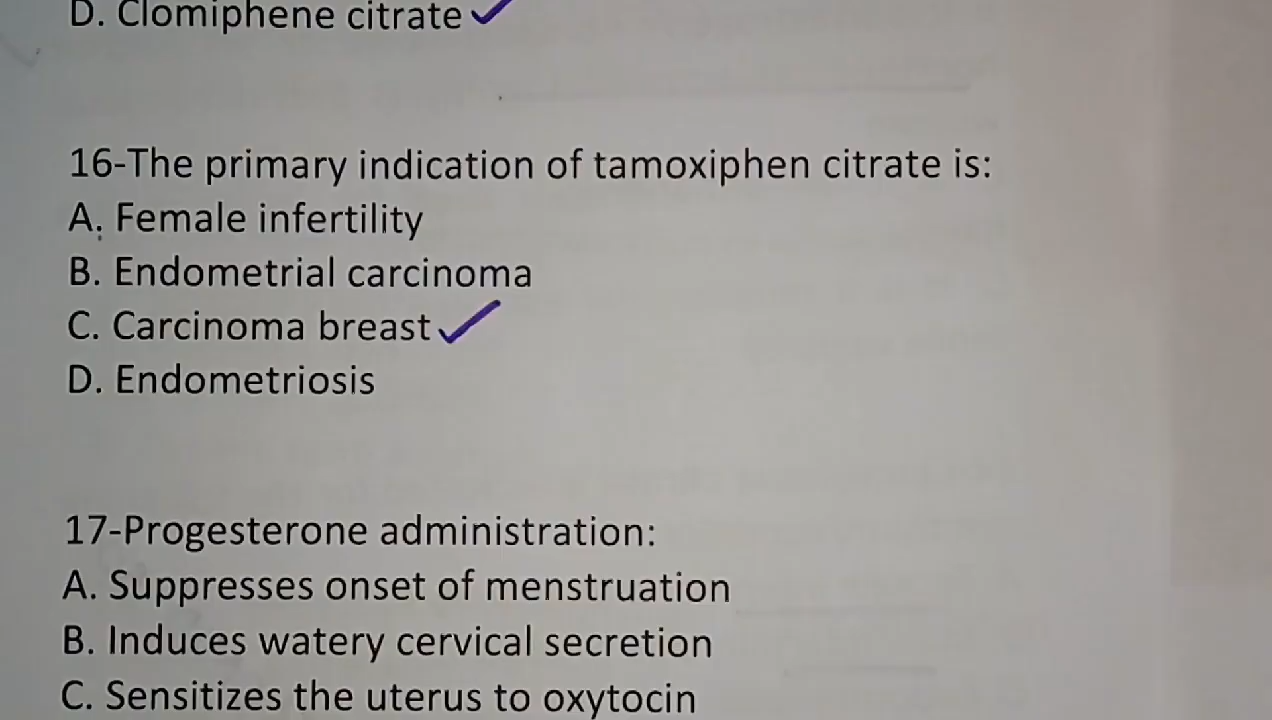 D. Clomiphene citrate
16-The primary indication of tamoxiphen citrate is:
A. Female infertility
B. Endometrial carcinoma
C. Carcinoma breast
D. Endometriosis
17-Progesterone administration:
A. Suppresses onset of menstruation
B. Induces watery cervical secretion
C. Sensitizes the uterus to oxytocin